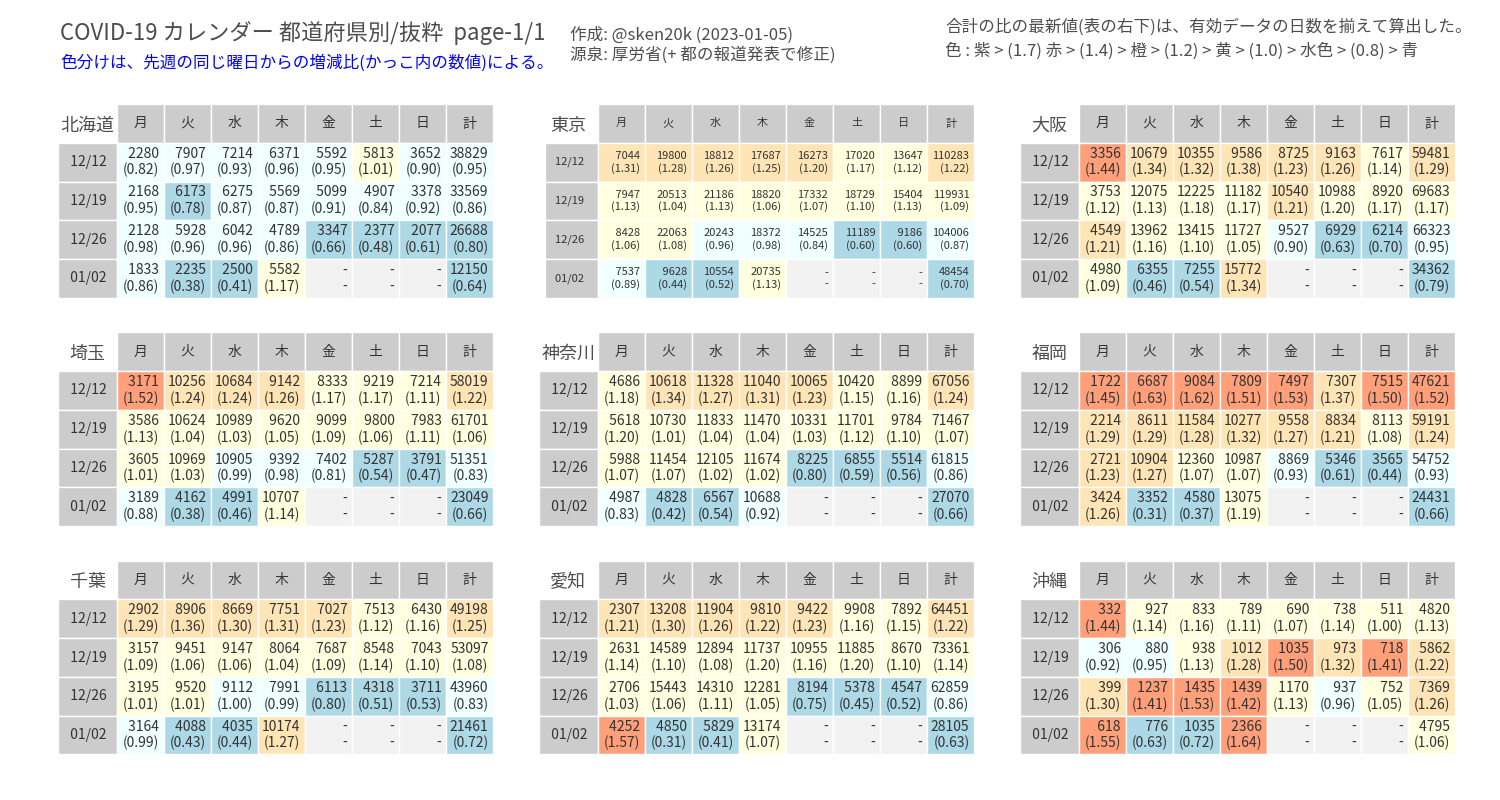 COVID-19 カレンダー 都道府県別/抜粋 page-1/1
色分けは、先週の同じ曜日からの増減比(かっこ内の数値)による。
作成: @sken20k (2023-01-05)
源泉: 厚労省(+ 都の報道発表で修正)
合計の比の最新値(表の右下)は、有効データの日数を揃えて算出した。
色 : 紫 > (1.7) 赤 > (1.4) > 橙 > (1.2) > 黄 > (1.0) > 水色 > (0.8) > 青
北海道 月 火 水 木 金 土 日 計
12/12 2280 7907 7214 6371 5592 5813 3652 38829
(0.82) (0.97) (0.93) (0.96) (0.95) (1.01) (0.90) (0.95)
12/19 2168 6173 6275 5569 5099 4907 3378 33569
(0.95) (0.78) (0.87) (0.87) (0.91) (0.84) (0.92) (0.86)
12/26 2128 5928 6042 4789 3347 2377 2077 26688
(0.98) (0.96) (0.96) (0.86) (0.66) (0.48) (0.61) (0.80)
01/02 1833 2235 2500 5582 - - - 12150
(0.86) (0.38) (0.41) (1.17) - - - (0.64)
東京 月 火 水 木 金 土 日 計
12/12 7044 19800 18812 17687 16273 17020 13647 110283
(1.31) (1.28) (1.26) (1.25) (1.20) (1.17) (1.12) (1.22)
12/19 7947 20513 21186 18820 17332 18729 15404 119931
(1.13) (1.04) (1.13) (1.06) (1.07) (1.10) (1.13) (1.09)
12/26 8428 22063 20243 18372 14525 11189 9186 104006
(1.06) (1.08) (0.96) (0.98) (0.84) (0.60) (0.60) (0.87)
01/02 7537 9628 10554 20735 - - - 48454
(0.89) (0.44) (0.52) (1.13) - - - (0.70)
大阪 月 火 水 木 金 土 日 計
12/12 3356 10679 10355 9586 8725 9163 7617 59481
(1.44) (1.34) (1.32) (1.38) (1.23) (1.26) (1.14) (1.29)
12/19 3753 12075 12225 11182 10540 10988 8920 69683
(1.12) (1.13) (1.18) (1.17) (1.21) (1.20) (1.17) (1.17)
12/26 4549 13962 13415 11727 9527 6929 6214 66323
(1.21) (1.16) (1.10) (1.05) (0.90) (0.63) (0.70) (0.95)
01/02 4980 6355 7255 15772 - - - 34362
(1.09) (0.46) (0.54) (1.34) - - - (0.79)
埼玉 月 火 水 木 金 土 日 計
12/12 3171 10256 10684 9142 8333 9219 7214 58019
(1.52) (1.24) (1.24) (1.26) (1.17) (1.17) (1.11) (1.22)
12/19 3586 10624 10989 9620 9099 9800 7983 61701
(1.13) (1.04) (1.03) (1.05) (1.09) (1.06) (1.11) (1.06)
12/26 3605 10969 10905 9392 7402 5287 3791 51351
(1.01) (1.03) (0.99) (0.98) (0.81) (0.54) (0.47) (0.83)
01/02 3189 4162 4991 10707 - - - 23049
(0.88) (0.38) (0.46) (1.14) - - - (0.66)
神奈川 月 火 水 木 金 土 日 計
12/12 4686 10618 11328 11040 10065 10420 8899 67056
(1.18) (1.34) (1.27) (1.31) (1.23) (1.15) (1.16) (1.24)
12/19 5618 10730 11833 11470 10331 11701 9784 71467
(1.20) (1.01) (1.04) (1.04) (1.03) (1.12) (1.10) (1.07)
12/26 5988 11454 12105 11674 8225 6855 5514 61815
(1.07) (1.07) (1.02) (1.02) (0.80) (0.59) (0.56) (0.86)
01/02 4987 4828 6567 10688 - - - 27070
(0.83) (0.42) (0.54) (0.92) - - - (0.66)
福岡 月 火 水 木 金 土 日 計
12/12 1722 6687 9084 7809 7497 7307 7515 47621
(1.45) (1.63) (1.62) (1.51) (1.53) (1.37) (1.50) (1.52)
12/19 2214 8611 11584 10277 9558 8834 8113 59191
(1.29) (1.29) (1.28) (1.32) (1.27) (1.21) (1.08) (1.24)
12/26 2721 10904 12360 10987 8869 5346 3565 54752
(1.23) (1.27) (1.07) (1.07) (0.93) (0.61) (0.44) (0.93)
01/02 3424 3352 4580 13075 - - - 24431
(1.26) (0.31) (0.37) (1.19) - - - (0.66)
千葉 月 火 水 木 金 土 日 計
12/12 2902 8906 8669 7751 7027 7513 6430 49198
(1.29) (1.36) (1.30) (1.31) (1.23) (1.12) (1.16) (1.25)
12/19 3157 9451 9147 8064 7687 8548 7043 53097
(1.09) (1.06) (1.06) (1.04) (1.09) (1.14) (1.10) (1.08)
12/26 3195 9520 9112 7991 6113 4318 3711 43960
(1.01) (1.01) (1.00) (0.99) (0.80) (0.51) (0.53) (0.83)
01/02 3164 4088 4035 10174 - - - 21461
(0.99) (0.43) (0.44) (1.27) - - - (0.72)
愛知 月 火 水 木 金 土 日 計
12/12 2307 13208 11904 9810 9422 9908 7892 64451
(1.21) (1.30) (1.26) (1.22) (1.23) (1.16) (1.15) (1.22)
12/19 2631 14589 12894 11737 10955 11885 8670 73361
(1.14) (1.10) (1.08) (1.20) (1.16) (1.20) (1.10) (1.14)
12/26 2706 15443 14310 12281 8194 5378 4547 62859
(1.03) (1.06) (1.11) (1.05) (0.75) (0.45) (0.52) (0.86)
01/02 4252 4850 5829 13174 - - - 28105
(1.57) (0.31) (0.41) (1.07) - - - (0.63)
沖縄 月 火 水 木 金 土 日 計
12/12 332 927 833 789 690 738 511 4820
(1.44) (1.14) (1.16) (1.11) (1.07) (1.14) (1.00) (1.13)
12/19 306 880 938 1012 1035 973 718 5862
(0.92) (0.95) (1.13) (1.28) (1.50) (1.32) (1.41) (1.22)
12/26 399 1237 1435 1439 1170 937 752 7369
(1.30) (1.41) (1.53) (1.42) (1.13) (0.96) (1.05) (1.26)
01/02 618 776 1035 2366 - - - 4795
(1.55) (0.63) (0.72) (1.64) - - - (1.06)